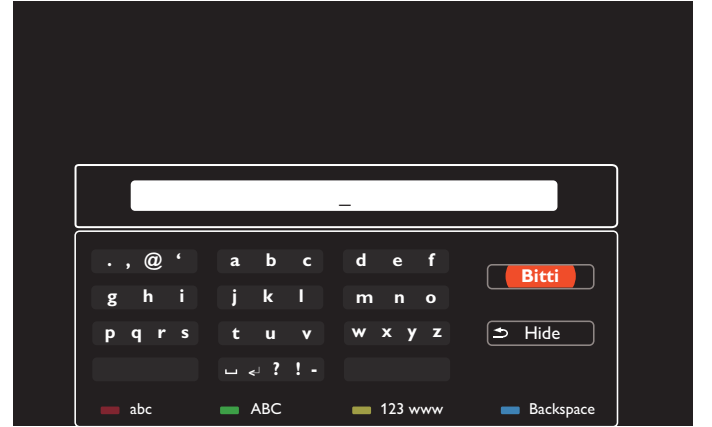 _
. , @ ‘ a b c d e f
Bitti
g h i j k l m n o
p q r s t u v w x y z
Hide
␣ ↵ ? ! -
abc ABC 123 www Backspace